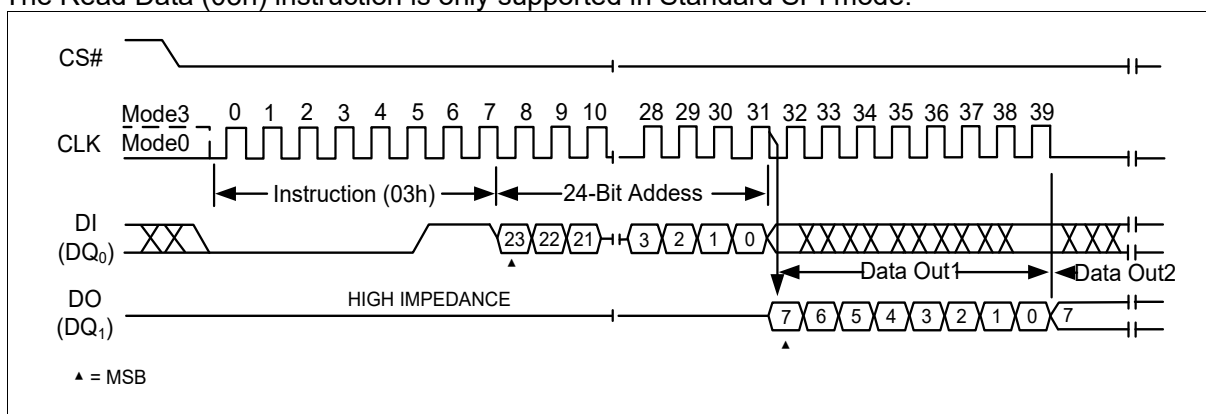 The Read Data (03h) instruction is only supported in Standard SPI mode.
CS#
Mode3 0 1 2 3 4 5 6 7 8 9 10 28 29 30 31 32 33 34 35 36 37 38 39
CLK Mode0
Instruction (03h) 24-Bit Addess
DI
(DQ0)
23 22 21 3 2 1 0
Data Out1 Data Out2
DO
(DQ1)
HIGH IMPEDANCE
7 6 5 4 3 2 1 0 7
▲ = MSB